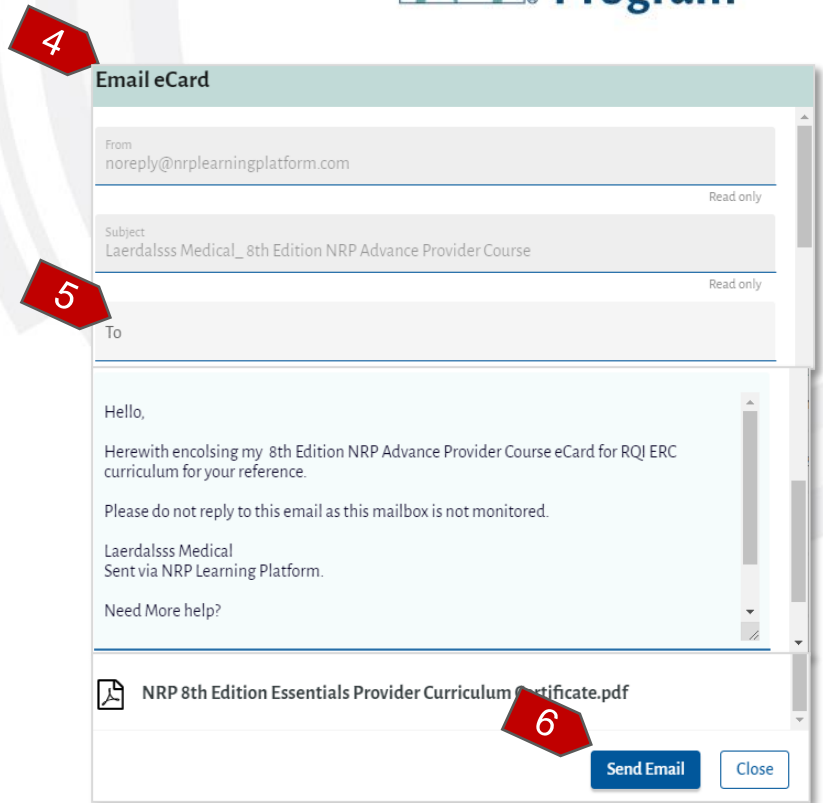 Program
4
Email eCard
From
noreply@nrplearningplatform.com
Read only
Subject
Laerdalsss Medical_ 8th Edition NRP Advance Provider Course
Read only
5
To
Hello,
Herewith encolsing my 8th Edition NRP Advance Provider Course eCard for RQI ERC
curriculum for your reference.
Please do not reply to this email as this mailbox is not monitored.
Laerdalsss Medical
Sent via NRP Learning Platform.
Need More help?
NRP 8th Edition Essentials Provider Curriculum Certificate.pdf
6
Send Email
Close